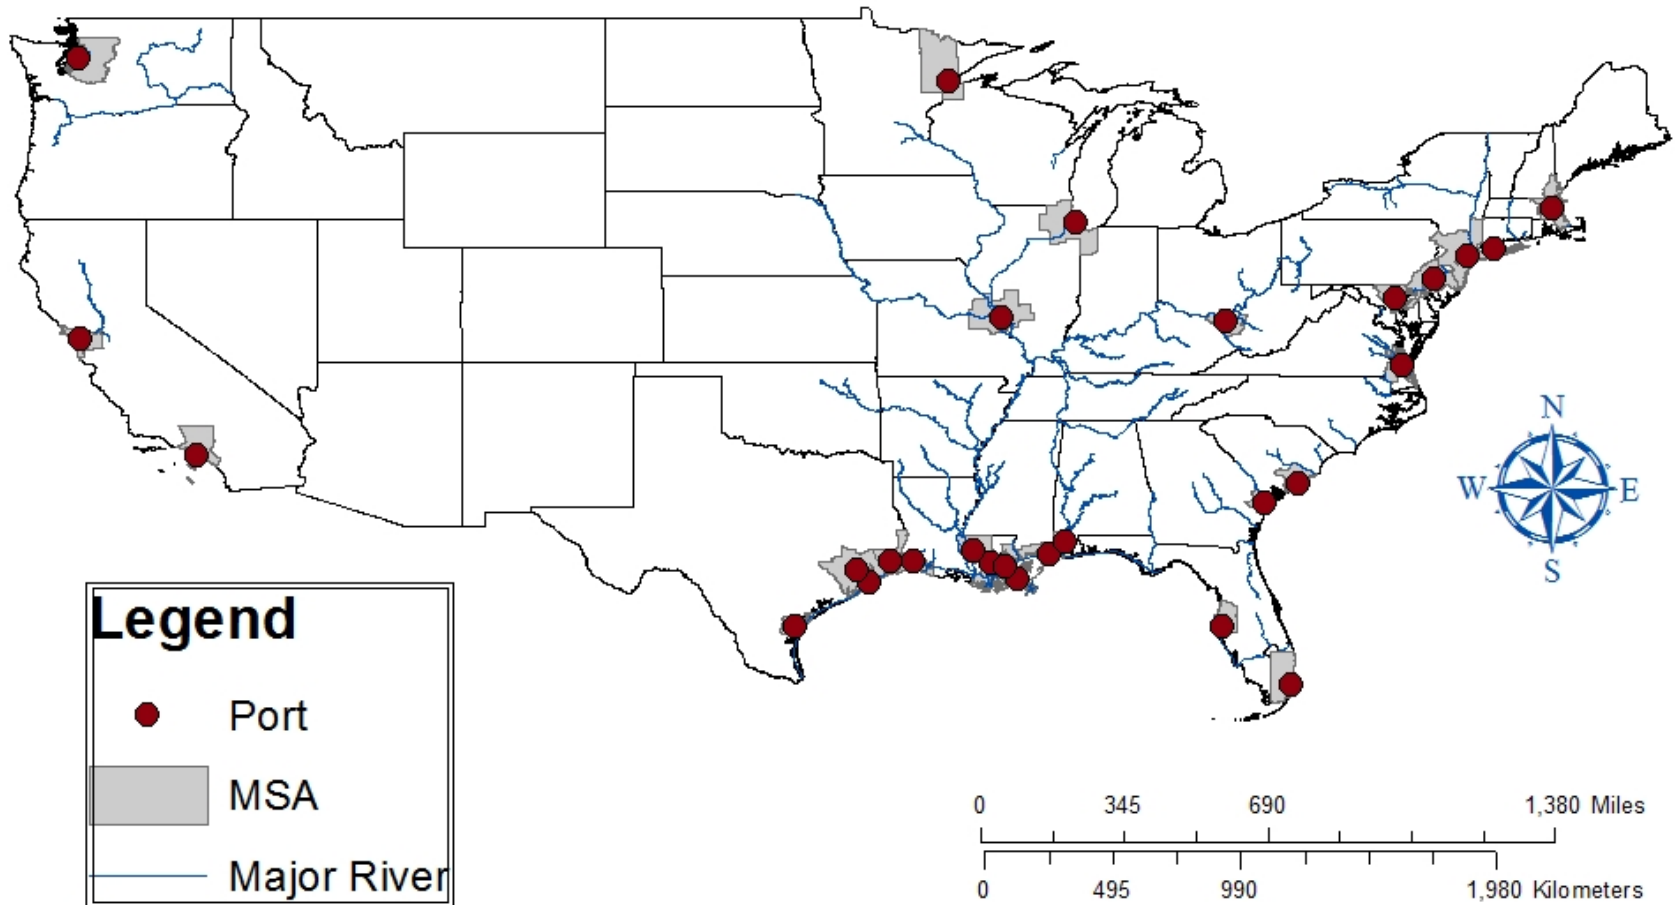 N
W E
S
Legend
Port
MSA
Major River
0 345 690 1,380 Miles
0 495 990 1,980 Kilometers